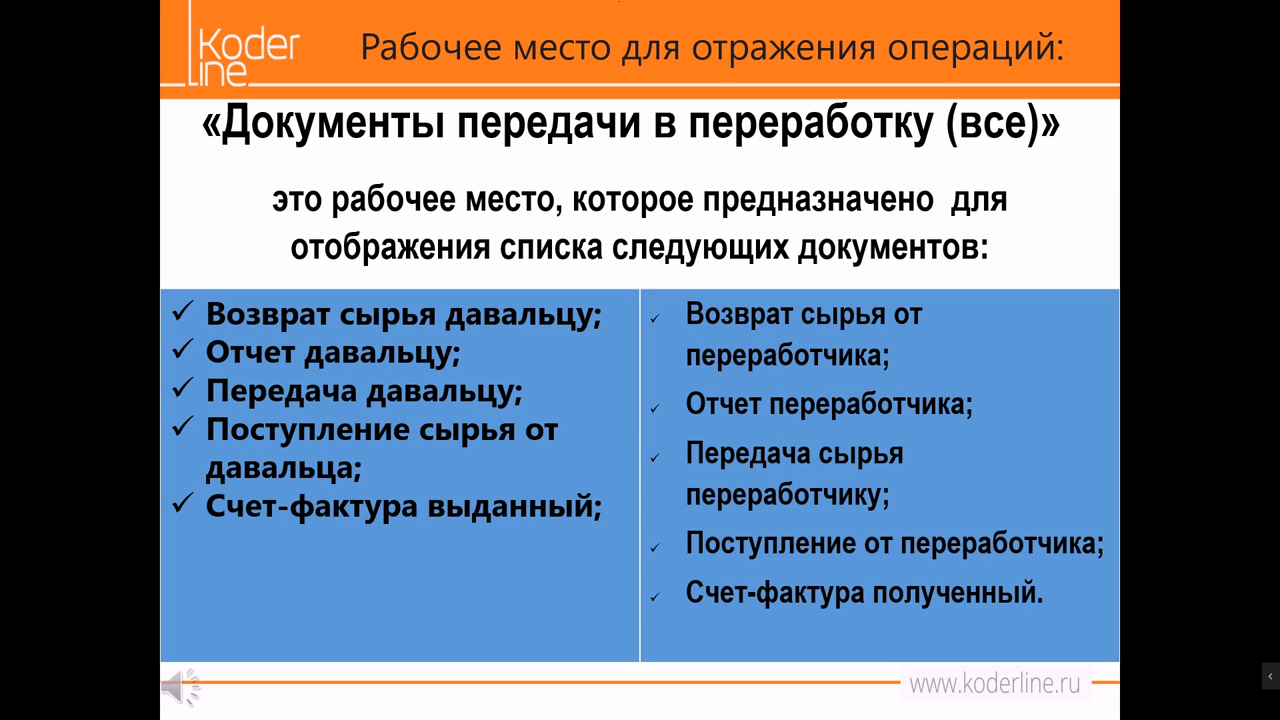 Koder
line
Рабочее место для отражения операций:
«Документы передачи в переработку (все)»
это рабочее место, которое предназначено для
отображения списка следующих документов:
✓ Возврат сырья давальцу;
✓ Отчет давальцу;
✓ Передача давальцу;
✓ Поступление сырья от
давальца;
✓ Счет-фактура выданный;
✓ Возврат сырья от
переработчика;
✓ Отчет переработчика;
✓ Передача сырья
переработчику;
✓ Поступление от переработчика;
✓ Счет-фактура полученный.
www.koderline.ru